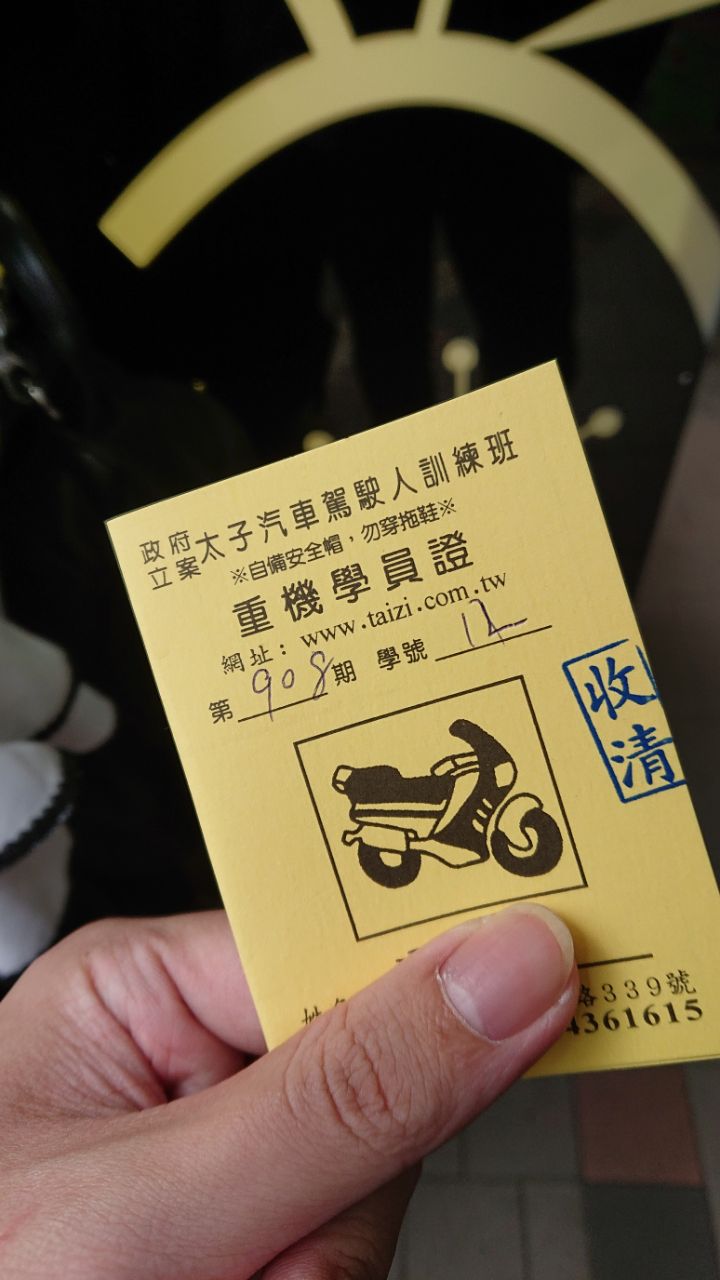 政府立案 太子汽車駕駛人訓練班
※自備安全帽，勿穿拖鞋※
重機學員證
網址：www.taizi.com.tw
第 908 期 學號 12
收清
路339號
4361615